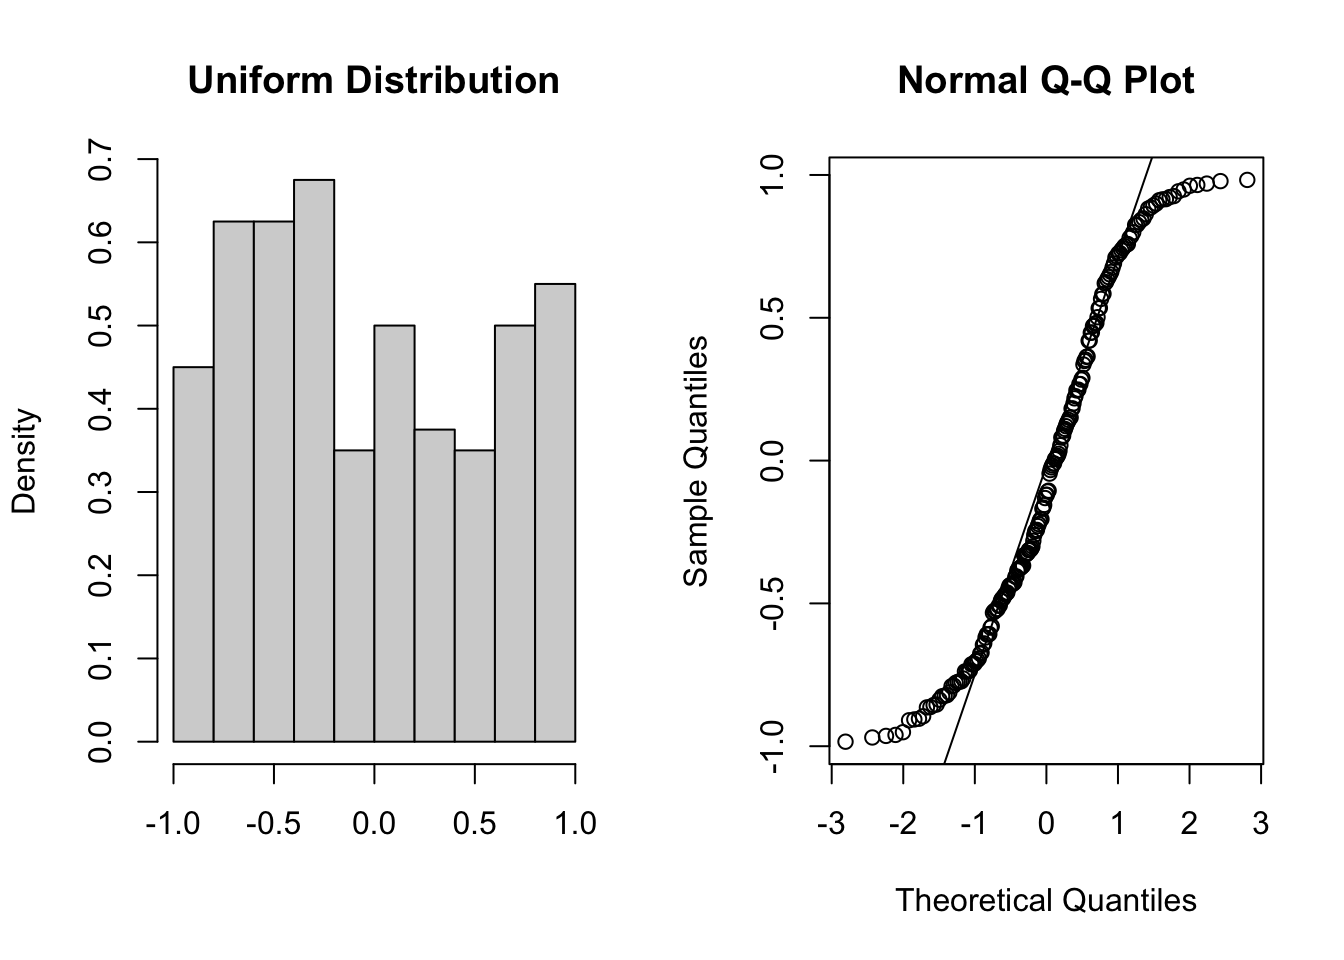 Uniform Distribution
Density
0.7
0.6
0.5
0.4
0.3
0.2
0.1
0.0
-1.0 -0.5 0.0 0.5 1.0
Normal Q-Q Plot
Sample Quantiles
1.0
0.5
0.0
-0.5
-1.0
-3 -2 -1 0 1 2 3
Theoretical Quantiles